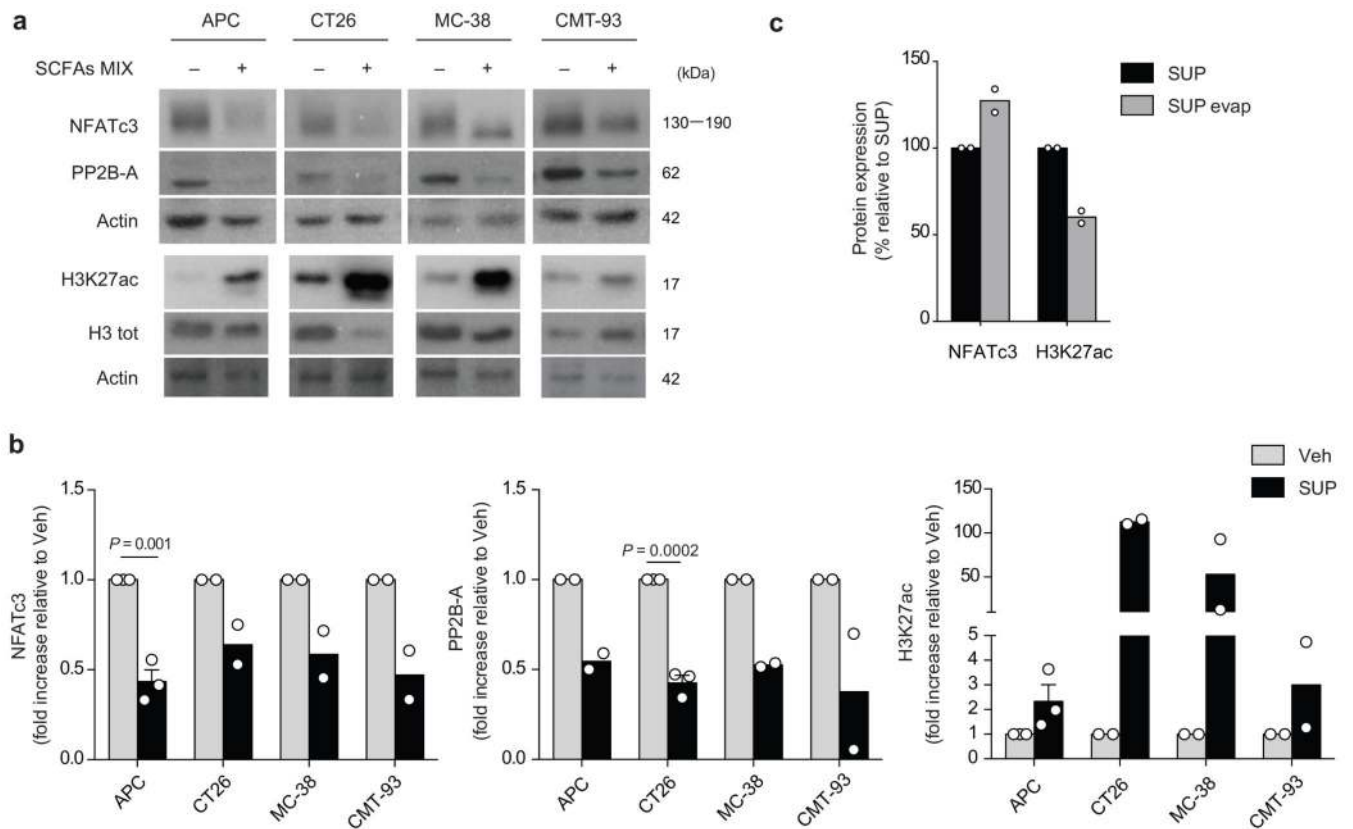 a
APC CT26 MC-38 CMT-93
SCFAs MIX – + – + – + – + (kDa)
NFATc3 130–190
PP2B-A 62
Actin 42
H3K27ac 17
H3 tot 17
Actin 42
c
Protein expression
(% relative to SUP)
150
100
50
0
NFATc3 H3K27ac
SUP
SUP evap
b
NFATc3
(fold increase relative to Veh)
1.5
1.0
0.5
0.0
P = 0.001
APC CT26 MC-38 CMT-93
PP2B-A
(fold increase relative to Veh)
1.5
1.0
0.5
0.0
P = 0.0002
APC CT26 MC-38 CMT-93
H3K27ac
(fold increase relative to Veh)
150
100
50
5
4
3
2
1
0
APC CT26 MC-38 CMT-93
Veh
SUP